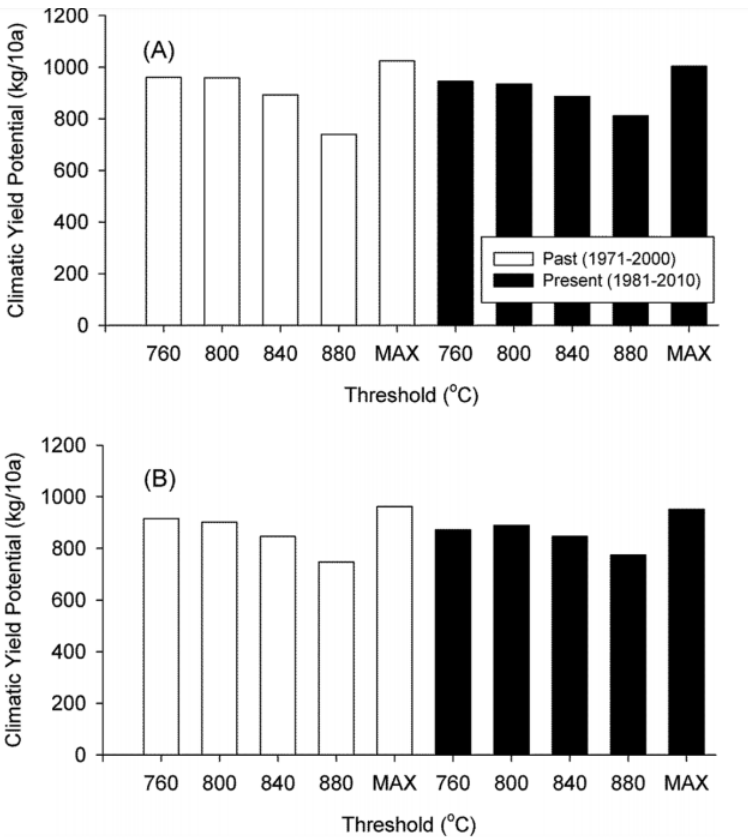 (A)
Climatic Yield Potential (kg/10a)
1200
1000
800
600
400
200
0
Past (1971-2000)
Present (1981-2010)
760 800 840 880 MAX 760 800 840 880 MAX
Threshold (°C)
(B)
Climatic Yield Potential (kg/10a)
1200
1000
800
600
400
200
0
760 800 840 880 MAX 760 800 840 880 MAX
Threshold (°C)